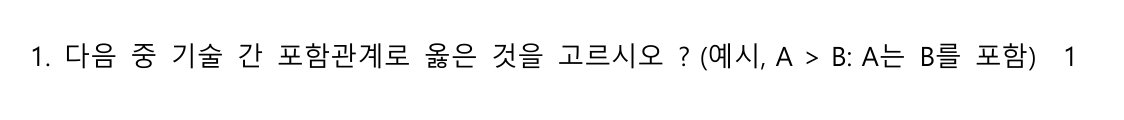 1. 다음 중 기술 간 포함관계로 옳은 것을 고르시오 ? (예시, A > B: A는 B를 포함) 1